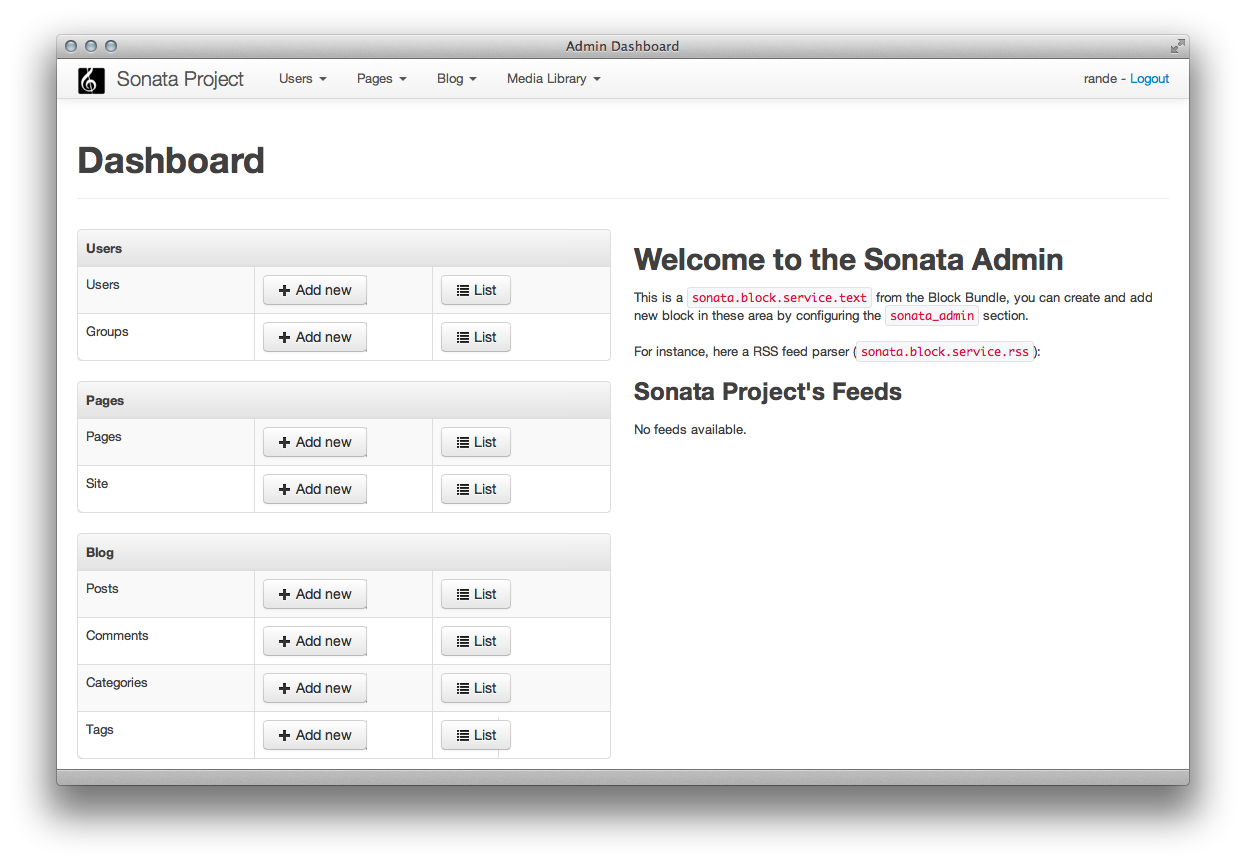 Admin Dashboard
Sonata Project Users Pages Blog Media Library rande - Logout
Dashboard
Users
Users Add new List
Groups Add new List
Pages
Pages Add new List
Site Add new List
Blog
Posts Add new List
Comments Add new List
Categories Add new List
Tags Add new List
Welcome to the Sonata Admin
This is a sonata.block.service.text from the Block Bundle, you can create and add
new block in these area by configuring the sonata_admin section.
For instance, here a RSS feed parser (sonata.block.service.rss):
Sonata Project's Feeds
No feeds available.